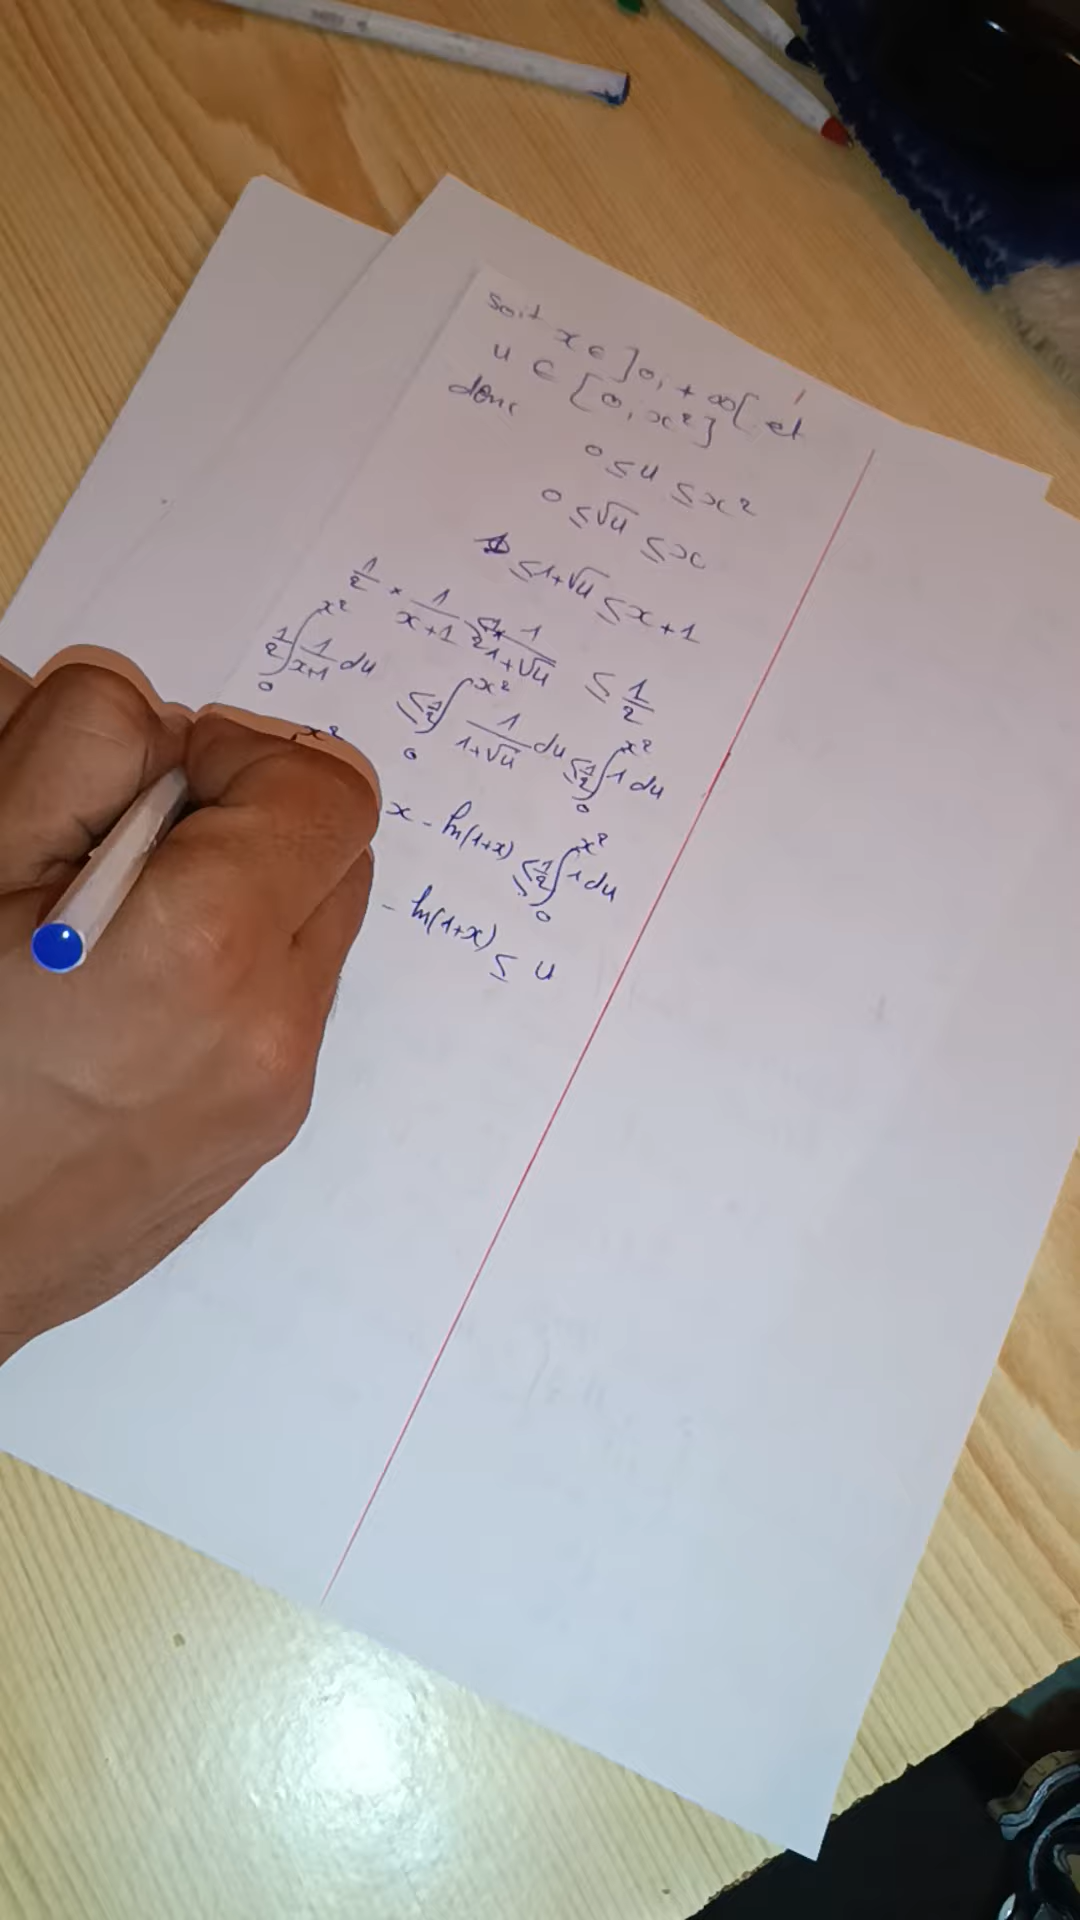 Soit x ∈ ]0, +∞[ et
u ∈ [0, x²]
donc
0 ≤ u ≤ x²
0 ≤ √u ≤ x
1 ≤ 1+√u ≤ x+1
1/2 × 1/(x+1) ≤ 1/2 × 1/(1+√u) ≤ 1/2
1/2 ∫₀^{x²} 1/(x+1) du ≤ 1/2 ∫₀^{x²} 1/(1+√u) du ≤ 1/2 ∫₀^{x²} 1 du
x² x - ln(1+x) ≤ 1/2 ∫₀^{x²} 1 du
- ln(1+x) ≤ u